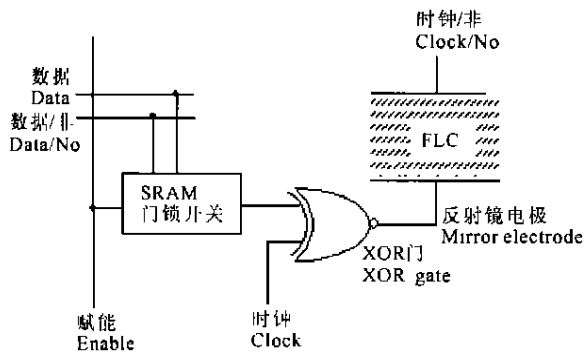 时钟/非
Clock/No
数据
Data
数据/非
Data/No
FLC
SRAM
门锁开关
反射镜电极
Mirror electrode
XOR门
XOR gate
赋能
Enable
时钟
Clock